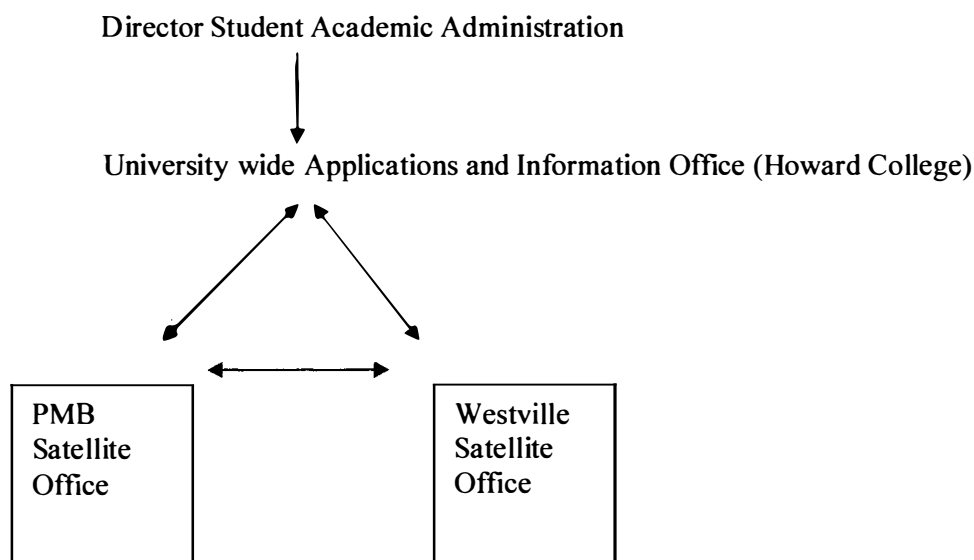 Director Student Academic Administration
University wide Applications and Information Office (Howard College)
PMB
Satellite
Office
Westville
Satellite
Office